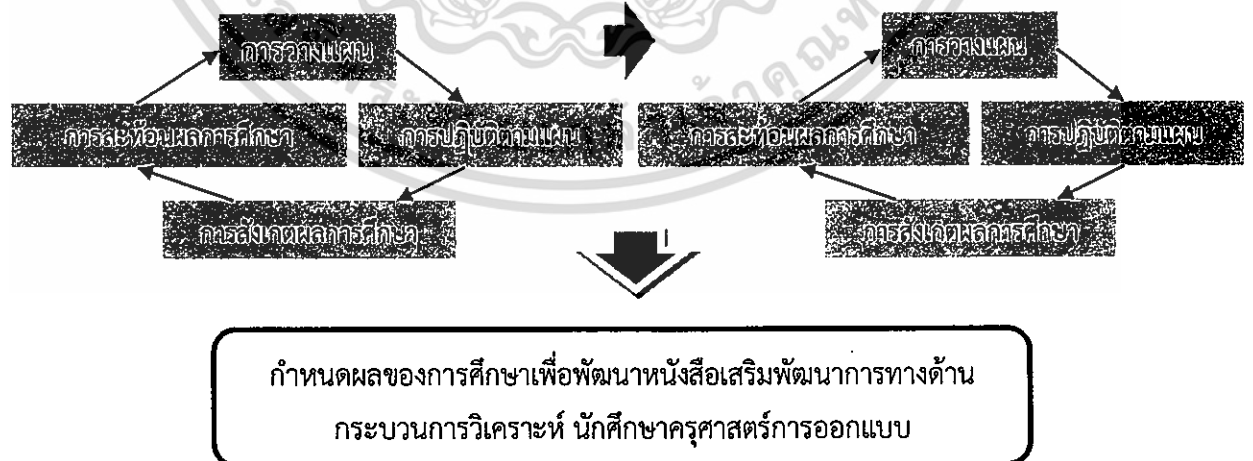 การวางแผน
การวางแผน
การสะท้อนผลการศึกษา
การปฏิบัติตามแผน
การสะท้อนผลการศึกษา
การปฏิบัติตามแผน
การสังเกตผลการศึกษา
การสังเกตผลการศึกษา
กำหนดผลของการศึกษาเพื่อพัฒนาหนังสือเสริมพัฒนาการทางด้าน
กระบวนการวิเคราะห์ นักศึกษาครุศาสตร์การออกแบบ